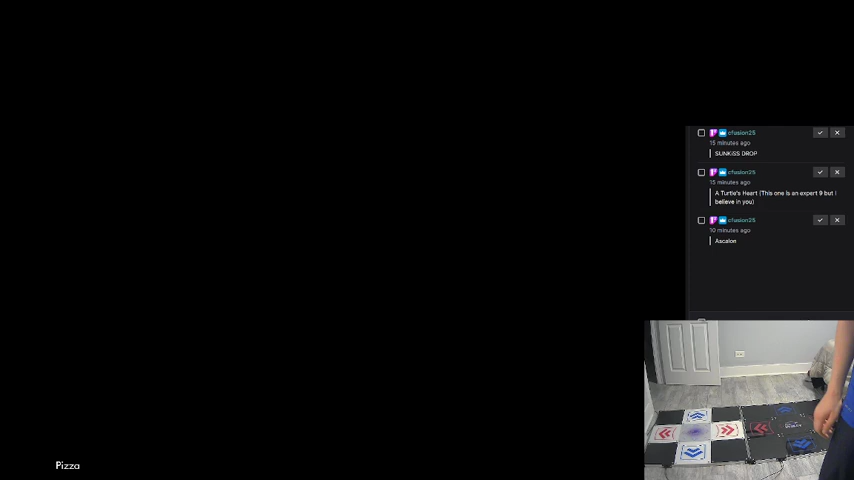 cfusion25
15 minutes ago
SUNKISS DROP
cfusion25
15 minutes ago
A Turtle's Heart (This one is an expert 9 but I
believe in you)
cfusion25
10 minutes ago
Ascalon
Pizza